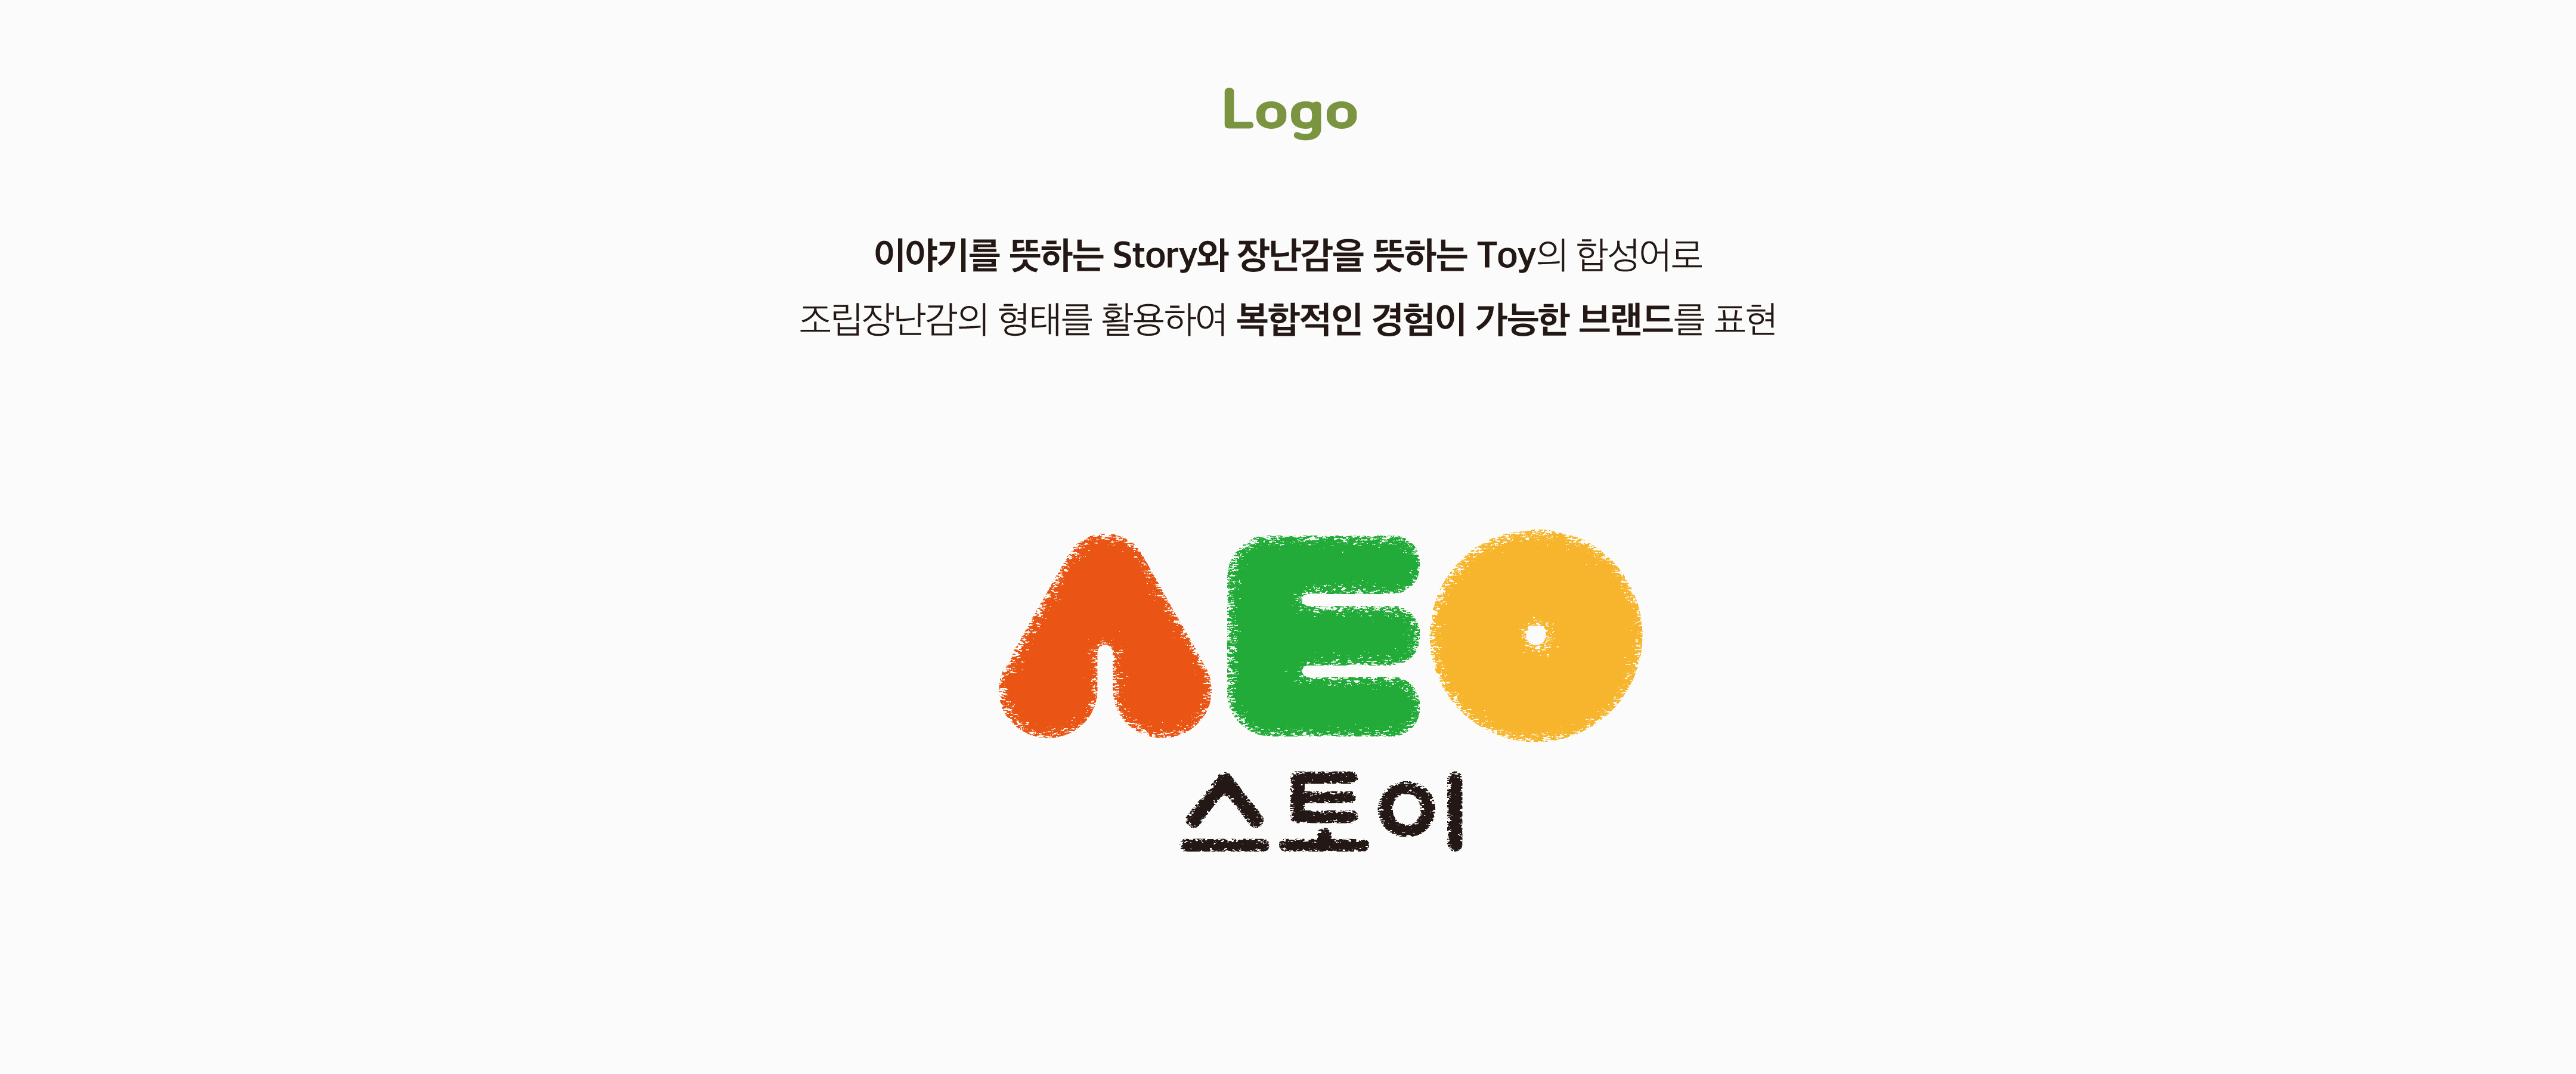 Logo
이야기를 뜻하는 Story와 장난감을 뜻하는 Toy의 합성어로
조립장난감의 형태를 활용하여 복합적인 경험이 가능한 브랜드를 표현
ㅅㅌㅇ
스토이